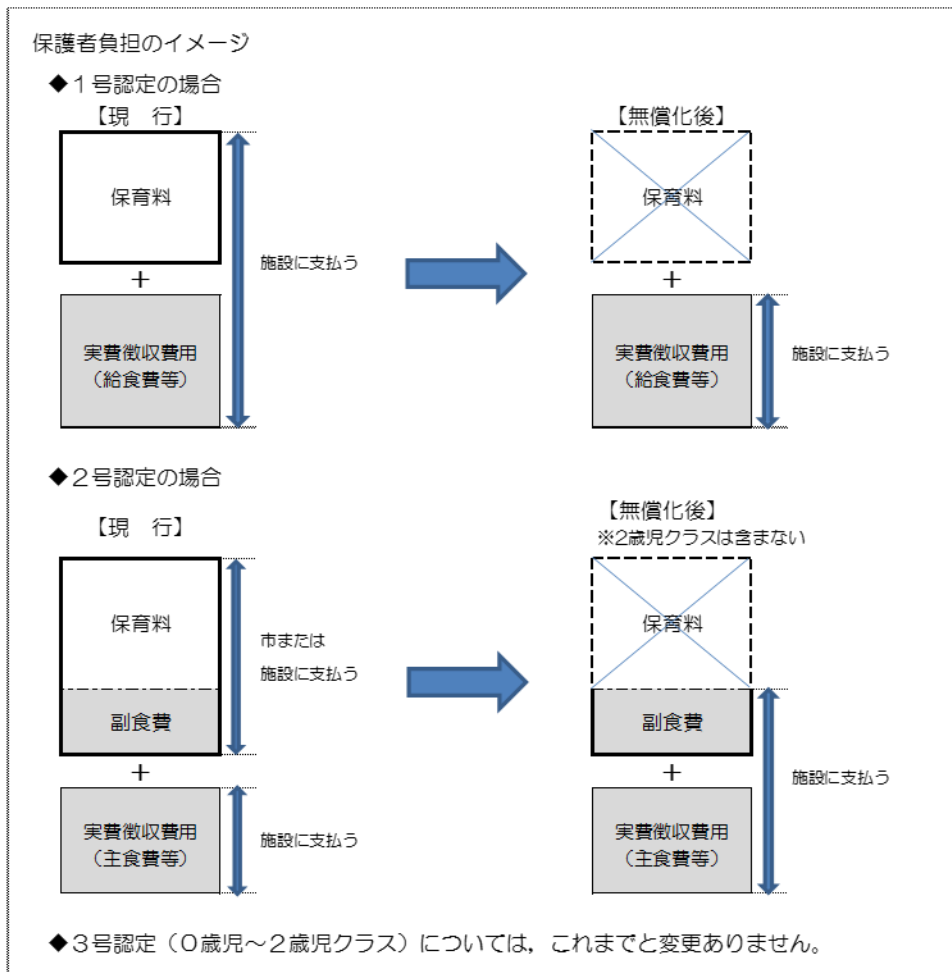 保護者負担のイメージ
◆１号認定の場合
【現　行】
【無償化後】
保育料
保育料
施設に支払う
＋
＋
実費徴収費用
（給食費等）
実費徴収費用
（給食費等）
施設に支払う
◆２号認定の場合
【現　行】
【無償化後】
※2歳児クラスは含まない
保育料
保育料
市または
施設に支払う
副食費
副食費
＋
＋
施設に支払う
実費徴収費用
（主食費等）
施設に支払う
実費徴収費用
（主食費等）
◆３号認定（０歳児～２歳児クラス）については，これまでと変更ありません。